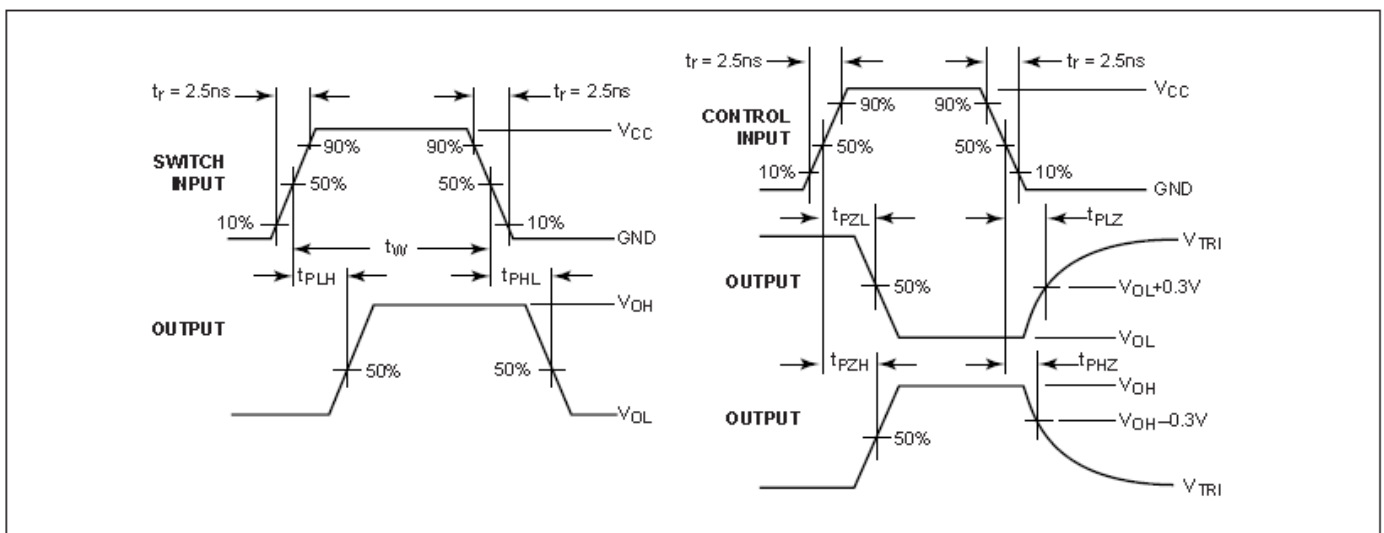 tr = 2.5ns
tr = 2.5ns
VCC
90%
90%
SWITCH
INPUT
50%
50%
10%
10%
GND
tW
tPLH
tPHL
VOH
OUTPUT
50%
50%
VOL
tr = 2.5ns
tr = 2.5ns
VCC
90%
90%
CONTROL
INPUT
50%
50%
10%
10%
GND
tPZL
tPLZ
VTRI
OUTPUT
50%
VOL+0.3V
VOL
tPZH
tPHZ
VOH
OUTPUT
VOH–0.3V
50%
VTRI